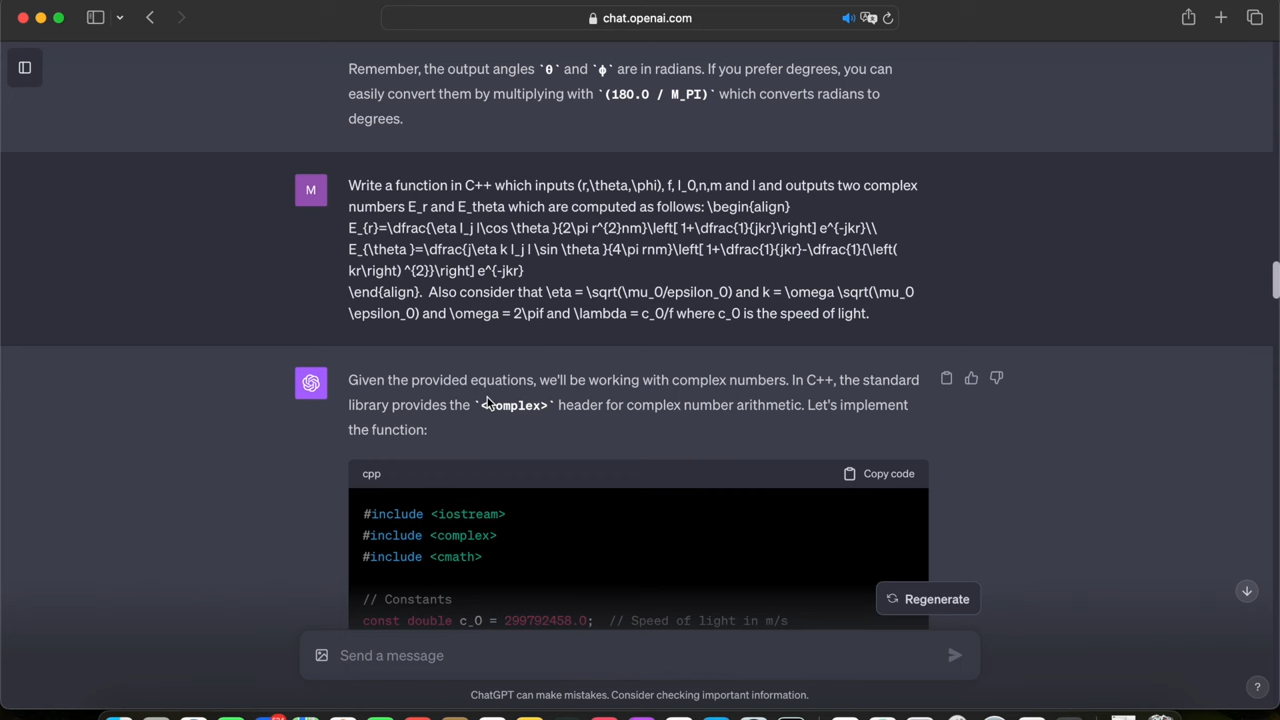 chat.openai.com
Remember, the output angles `θ` and `ϕ` are in radians. If you prefer degrees, you can
easily convert them by multiplying with `(180.0 / M_PI)` which converts radians to
degrees.
M
Write a function in C++ which inputs (r,\theta,\phi), f, I_0,n,m and l and outputs two complex
numbers E_r and E_theta which are computed as follows: \begin{align}
E_{r}=\dfrac{\eta I_j l\cos \theta }{2\pi r^{2}nm}\left[ 1+\dfrac{1}{jkr}\right] e^{-jkr}\\
E_{\theta }=\dfrac{j\eta k I_j l \sin \theta }{4\pi rnm}\left[ 1+\dfrac{1}{jkr}-\dfrac{1}{\left(
kr\right) ^{2}}\right] e^{-jkr}
\end{align}. Also consider that \eta = \sqrt(\mu_0/epsilon_0) and k = \omega \sqrt(\mu_0
\epsilon_0) and \omega = 2\pif and \lambda = c_0/f where c_0 is the speed of light.
Given the provided equations, we'll be working with complex numbers. In C++, the standard
library provides the `<complex>` header for complex number arithmetic. Let's implement
the function:
cpp
Copy code
#include <iostream>
#include <complex>
#include <cmath>
// Constants
Regenerate
const double c_0 = 299792458.0; // Speed of light in m/s
Send a message
ChatGPT can make mistakes. Consider checking important information.
?